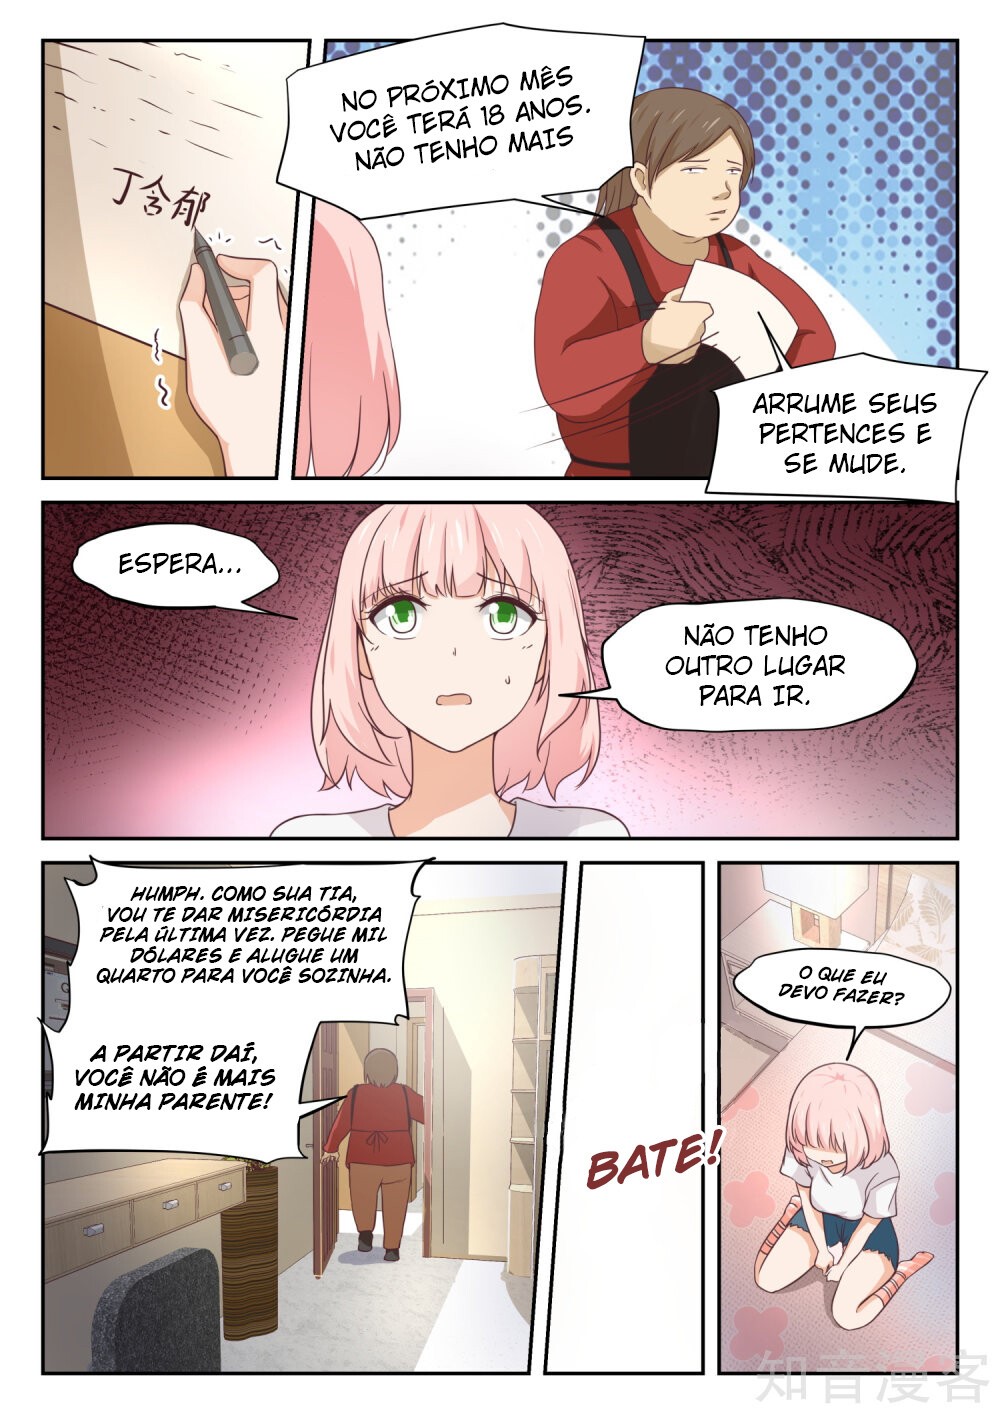 丁含郁
NO PRÓXIMO MÊS
VOCÊ TERÁ 18 ANOS.
NÃO TENHO MAIS
ARRUME SEUS
PERTENCES E
SE MUDE.
ESPERA...
NÃO TENHO
OUTRO LUGAR
PARA IR.
HUMPH. COMO SUA TIA,
VOU TE DAR MISERICÓRDIA
PELA ÚLTIMA VEZ. PEGUE MIL
DÓLARES E ALUGUE UM
QUARTO PARA VOCÊ SOZINHA.
A PARTIR DAÍ,
VOCÊ NÃO É MAIS
MINHA PARENTE!
BATE!
O QUE EU
DEVO FAZER?
知音漫客